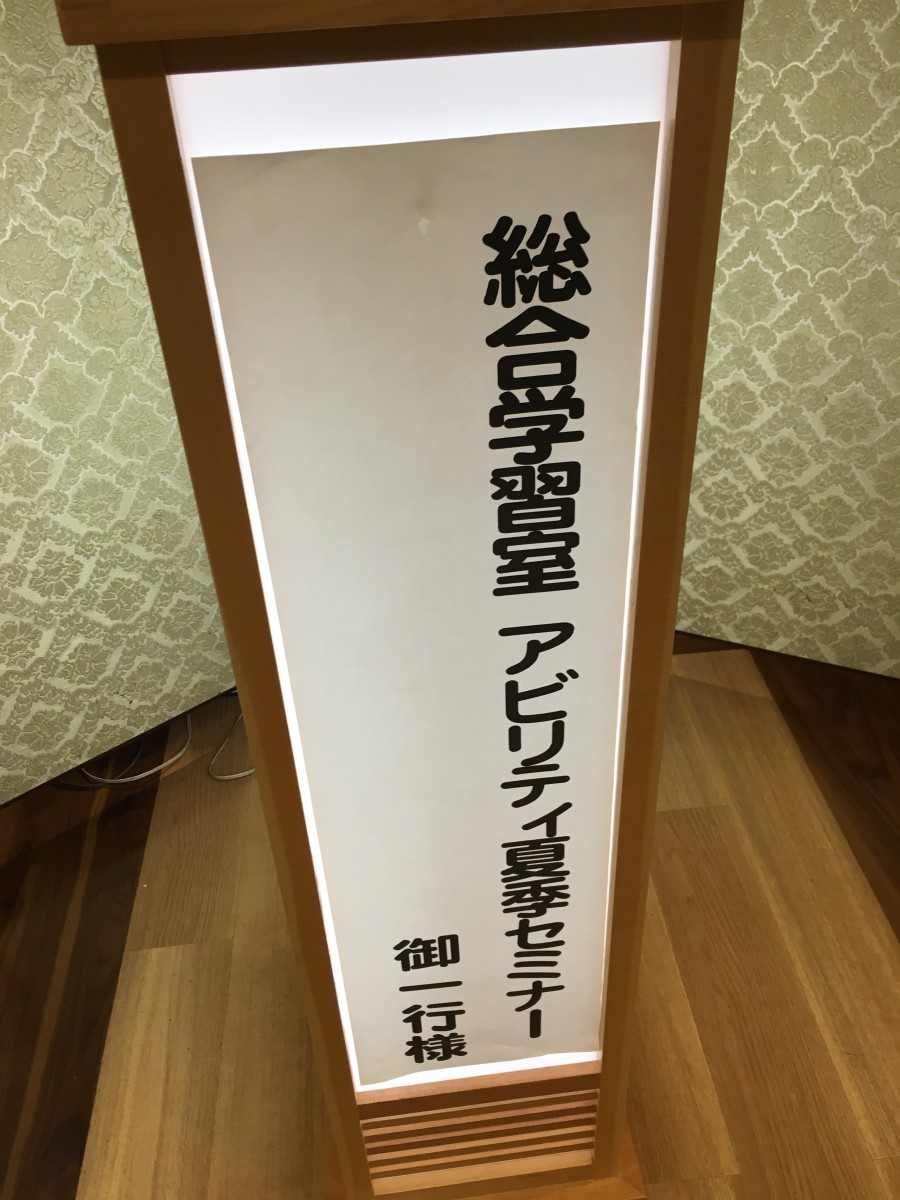 総合学習室 アビリティ夏季セミナー
御一行様